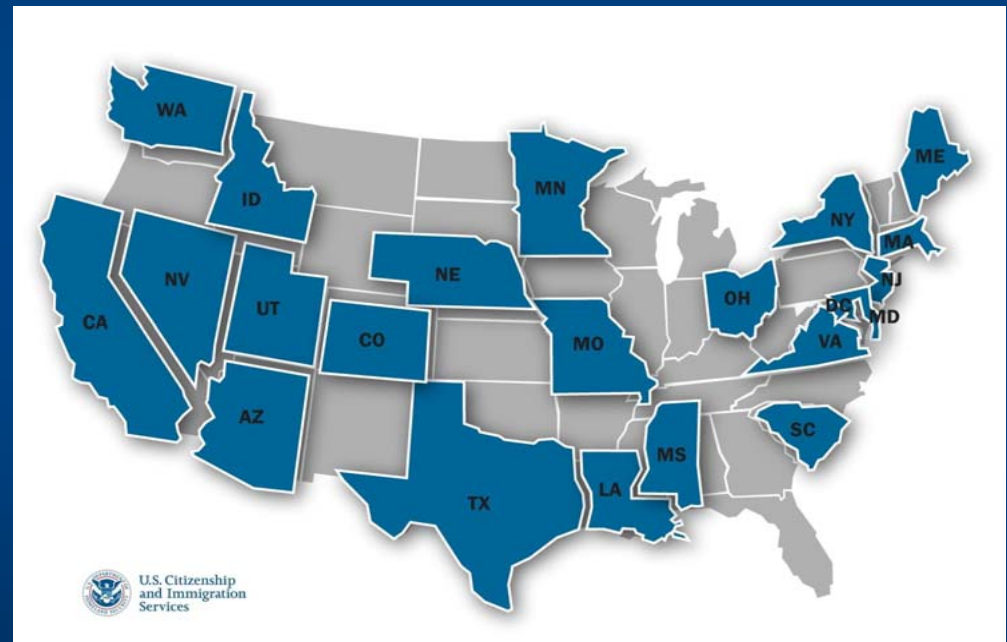 WA
ME
MN
ID
NY
MA
NE
NV
NJ
OH
DC
UT
MD
CA
CO
MO
VA
AZ
SC
MS
LA
TX
U.S. Citizenship
and Immigration
Services